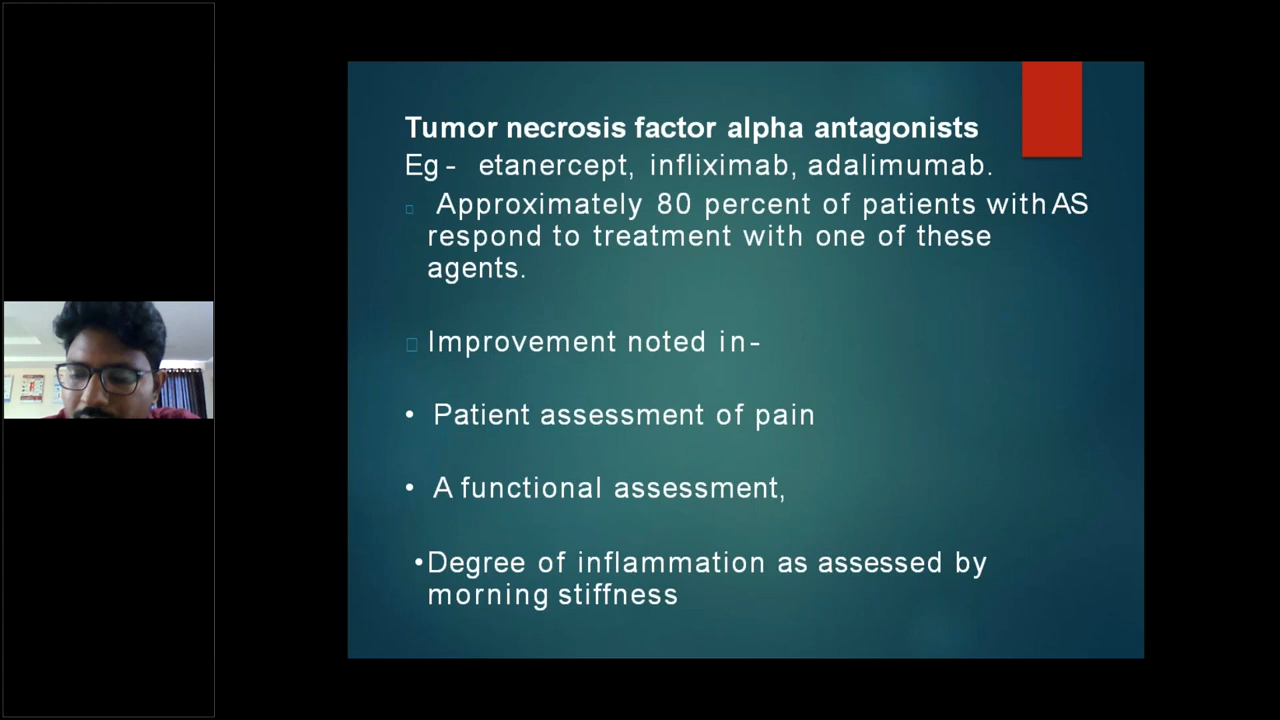 Tumor necrosis factor alpha antagonists
Eg - etanercept, infliximab, adalimumab.
Approximately 80 percent of patients with AS
respond to treatment with one of these
agents.
Improvement noted in-
• Patient assessment of pain
• A functional assessment,
•Degree of inflammation as assessed by
morning stiffness